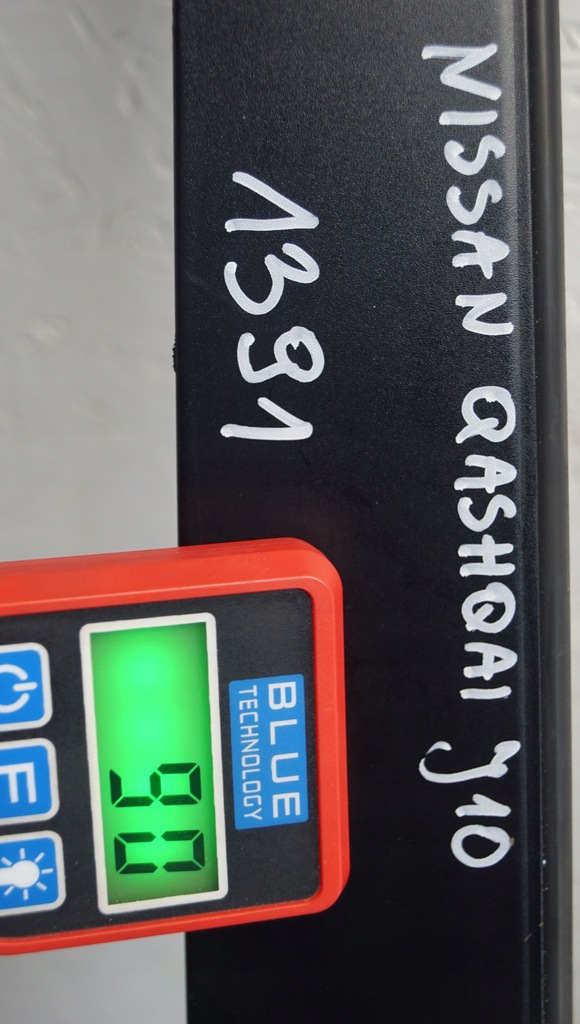 NISSAN QASHQAI J10
1391
BLUE
TECHNOLOGY
90
F